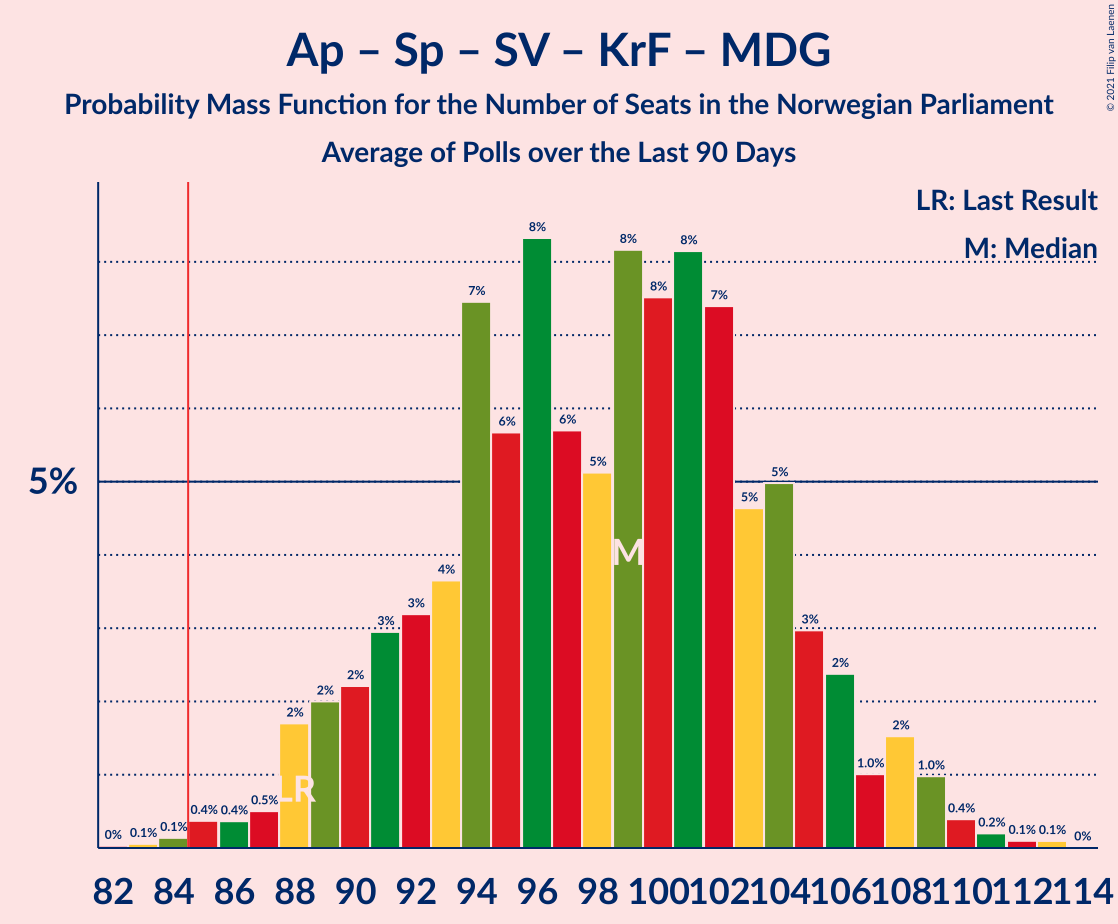 Ap – Sp – SV – KrF – MDG
Probability Mass Function for the Number of Seats in the Norwegian Parliament
Average of Polls over the Last 90 Days
© 2021 Filip van Laenen
LR: Last Result
M: Median
5%
0% 0.1% 0.1% 0.4% 0.4% 0.5% 2% 2% 2% 3% 3% 4% 7% 6% 8% 6% 5% 8% 8% 8% 7% 5% 5% 3% 2% 1.0% 2% 1.0% 0.4% 0.2% 0.1% 0.1% 0%
M
LR
82 84 86 88 90 92 94 96 98 100 102 104 106 108 110 112 114